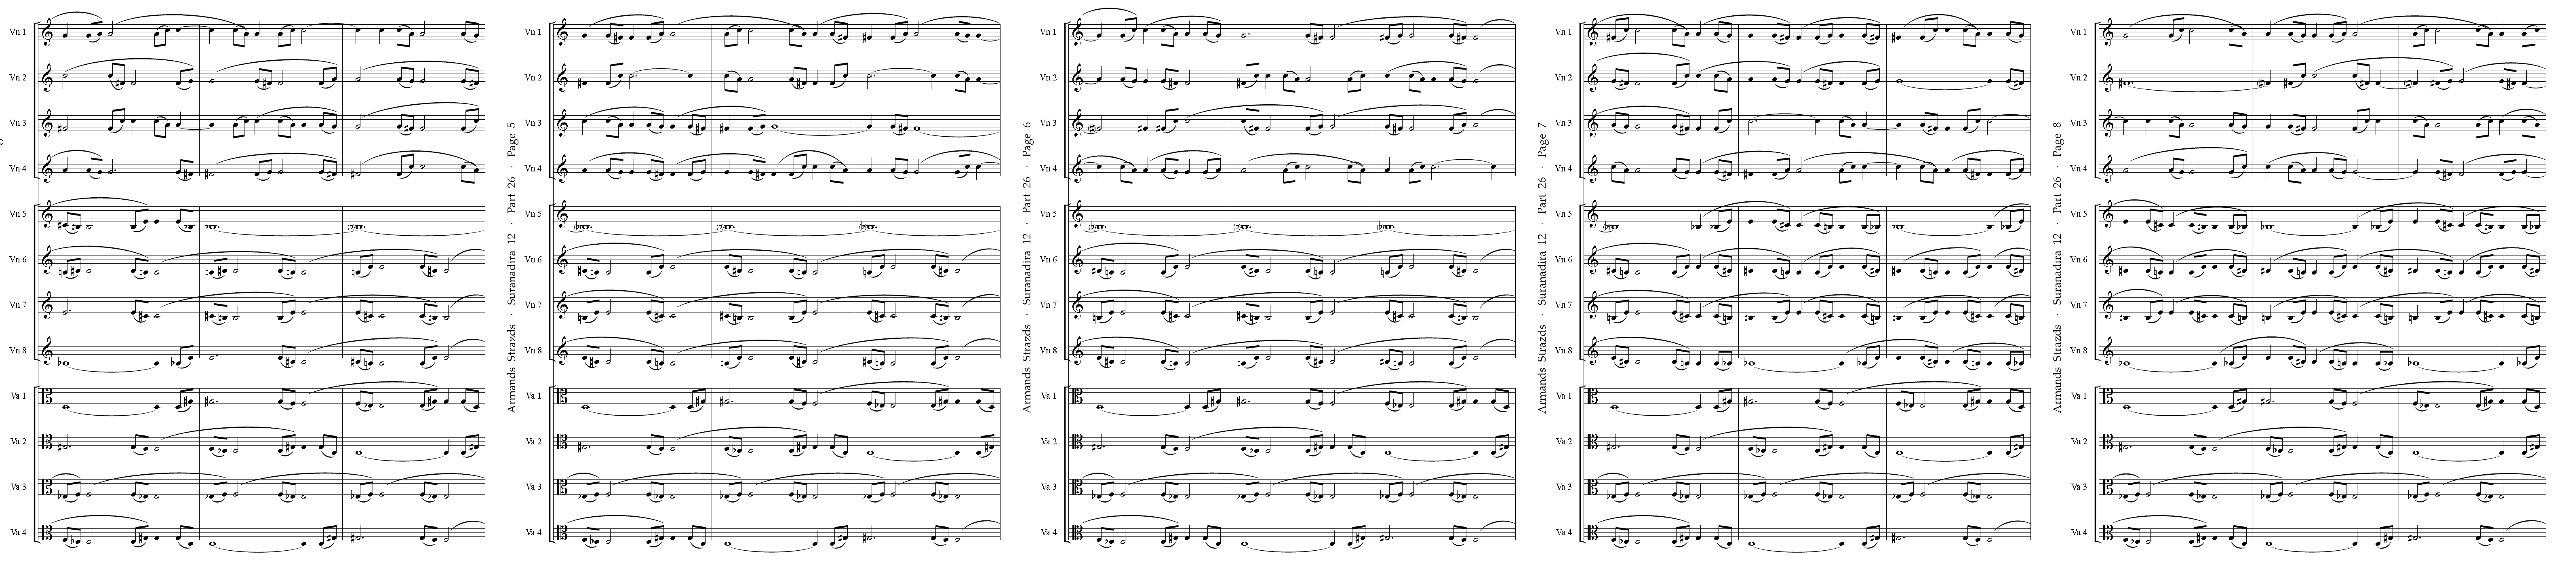 Vn 1
Vn 2
Vn 3
Vn 4
Vn 5
Vn 6
Vn 7
Vn 8
Va 1
Va 2
Va 3
Va 4
Armands Strazds · Suranadira 12 · Part 26 · Page 5
Vn 1
Vn 2
Vn 3
Vn 4
Vn 5
Vn 6
Vn 7
Vn 8
Va 1
Va 2
Va 3
Va 4
Armands Strazds · Suranadira 12 · Part 26 · Page 6
Vn 1
Vn 2
Vn 3
Vn 4
Vn 5
Vn 6
Vn 7
Vn 8
Va 1
Va 2
Va 3
Va 4
Armands Strazds · Suranadira 12 · Part 26 · Page 7
Vn 1
Vn 2
Vn 3
Vn 4
Vn 5
Vn 6
Vn 7
Vn 8
Va 1
Va 2
Va 3
Va 4
Armands Strazds · Suranadira 12 · Part 26 · Page 8
Vn 1
Vn 2
Vn 3
Vn 4
Vn 5
Vn 6
Vn 7
Vn 8
Va 1
Va 2
Va 3
Va 4